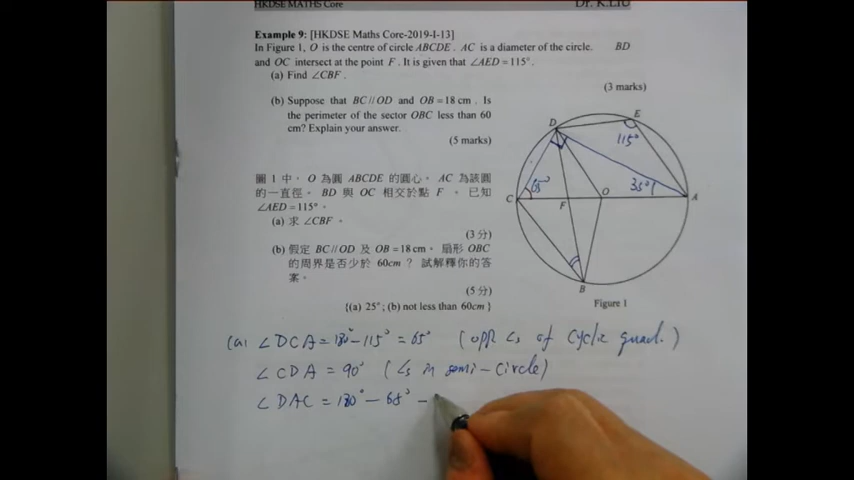 HKDSE MATHS Core
Dr. K.LIU
Example 9: [HKDSE Maths Core-2019-I-13]
In Figure 1, O is the centre of circle ABCDE. AC is a diameter of the circle. BD
and OC intersect at the point F. It is given that ∠AED=115°.
(a) Find ∠CBF.
(3 marks)
(b) Suppose that BC//OD and OB=18 cm. Is
the perimeter of the sector OBC less than 60
cm? Explain your answer.
(5 marks)
圖 1 中，O 為圓 ABCDE 的圓心。AC 為該圓
的一直徑。BD 與 OC 相交於點 F。已知
∠AED=115°。
(a) 求 ∠CBF。
(3 分)
(b) 假定 BC//OD 及 OB=18 cm。扇形 OBC
的周界是否少於 60cm？試解釋你的答
案。
(5 分)
{(a) 25°; (b) not less than 60cm}
D
E
115°
65°
35°
C
F
O
A
B
Figure 1
(a) ∠DCA = 180° - 115° = 65° (opp ∠s of cyclic quad.)
∠CDA = 90° (∠s in semi-circle)
∠DAC = 180° - 65° -